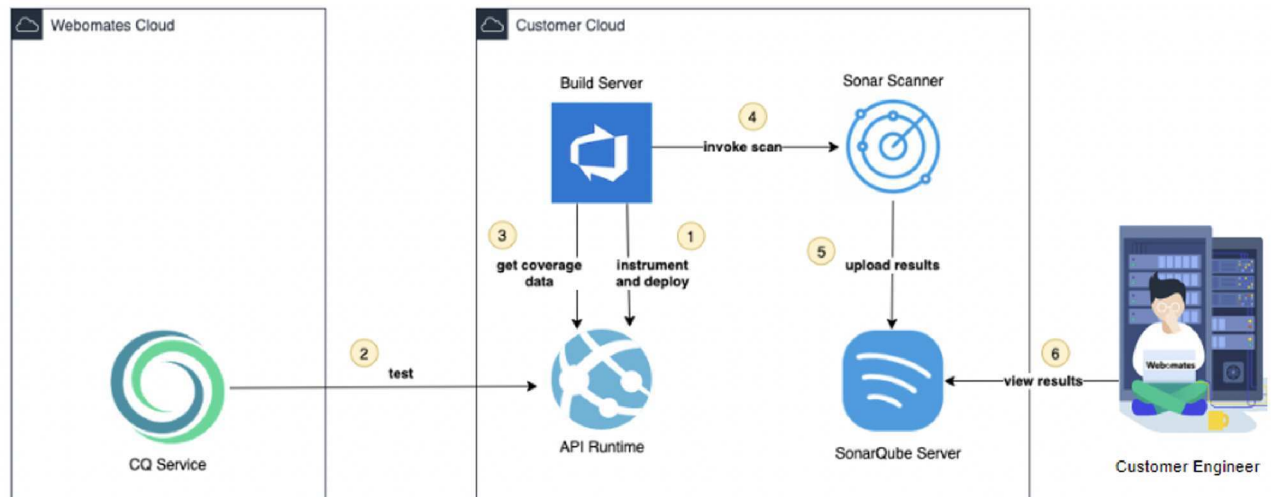 Webomates Cloud
Customer Cloud
Build Server
Sonar Scanner
4
invoke scan
3
1
get coverage
data
instrument
and deploy
5
upload results
2
test
6
view results
Webomates
CQ Service
API Runtime
SonarQube Server
Customer Engineer